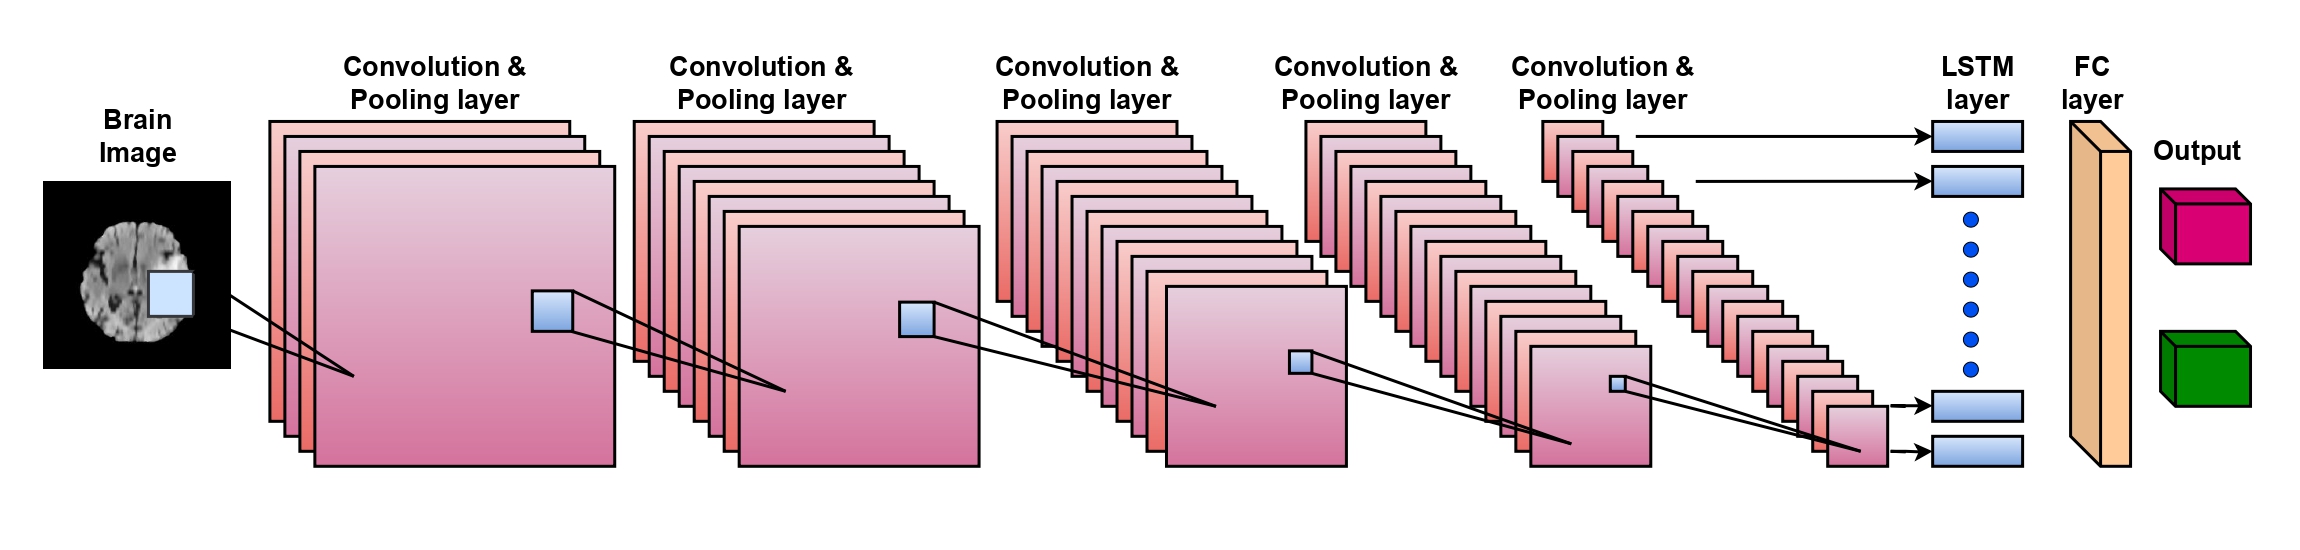 Brain
Image
Convolution &
Pooling layer
Convolution &
Pooling layer
Convolution &
Pooling layer
Convolution &
Pooling layer
Convolution &
Pooling layer
LSTM
layer
FC
layer
Output